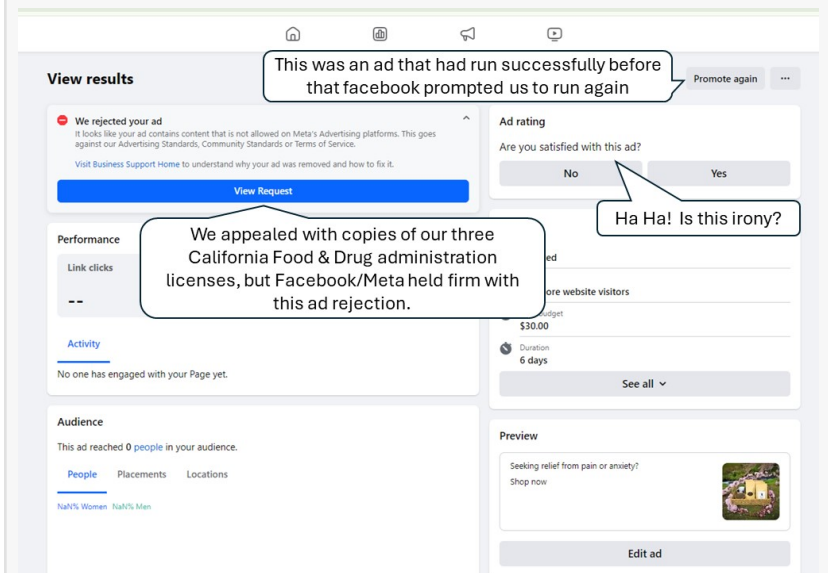 This was an ad that had run successfully before
that facebook prompted us to run again
View results
Promote again
We rejected your ad
It looks like your ad contains content that is not allowed on Meta's Advertising platforms. This goes
against our Advertising Standards, Community Standards or Terms of Service.
Visit Business Support Home to understand why your ad was removed and how to fix it.
View Request
Ad rating
Are you satisfied with this ad?
No
Yes
Ha Ha! Is this irony?
We appealed with copies of our three
California Food & Drug administration
licenses, but Facebook/Meta held firm with
this ad rejection.
Performance
Link clicks
--
Activity
No one has engaged with your Page yet.
website visitors
$30.00
Duration
6 days
See all
Audience
This ad reached 0 people in your audience.
People Placements Locations
NaN% Women NaN% Men
Preview
Seeking relief from pain or anxiety?
Shop now
Edit ad